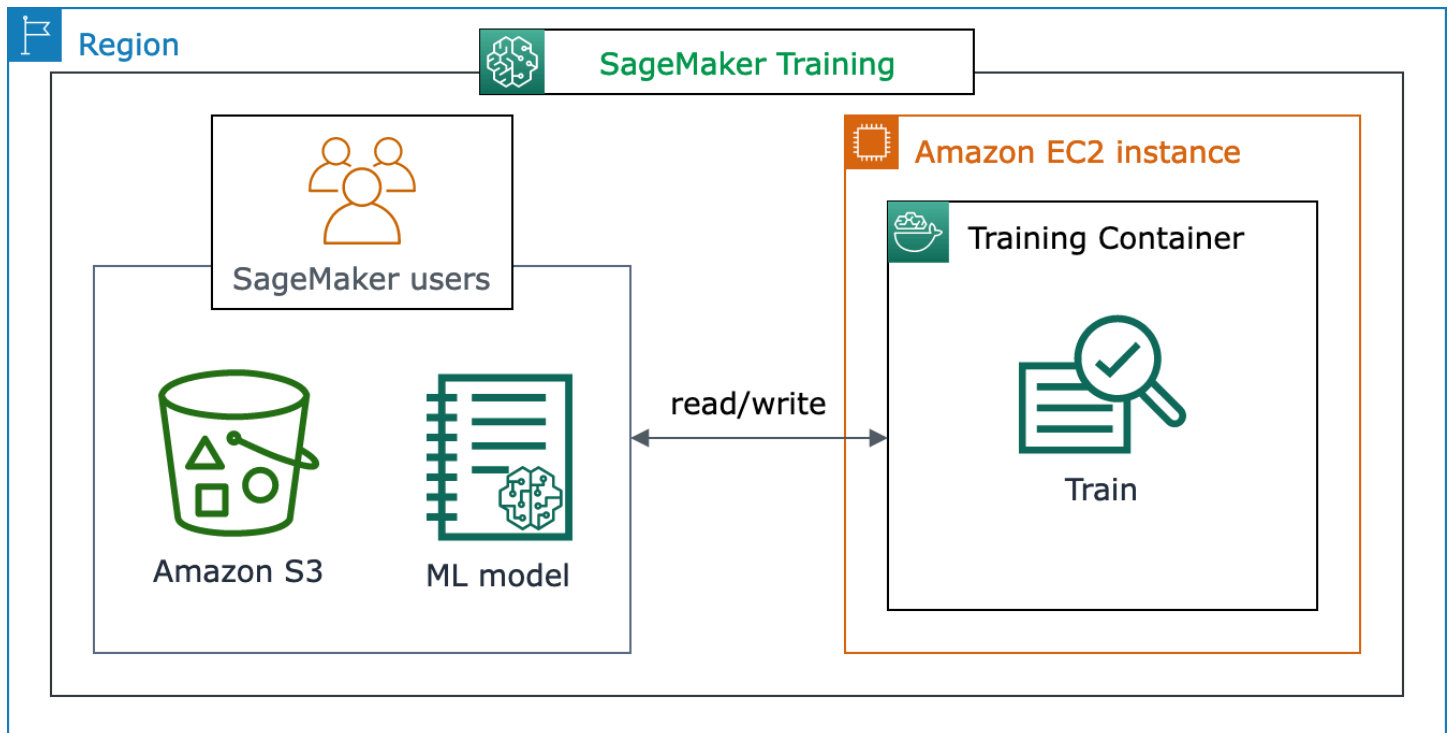 Region
SageMaker Training
SageMaker users
Amazon EC2 instance
Training Container
read/write
Train
Amazon S3
ML model